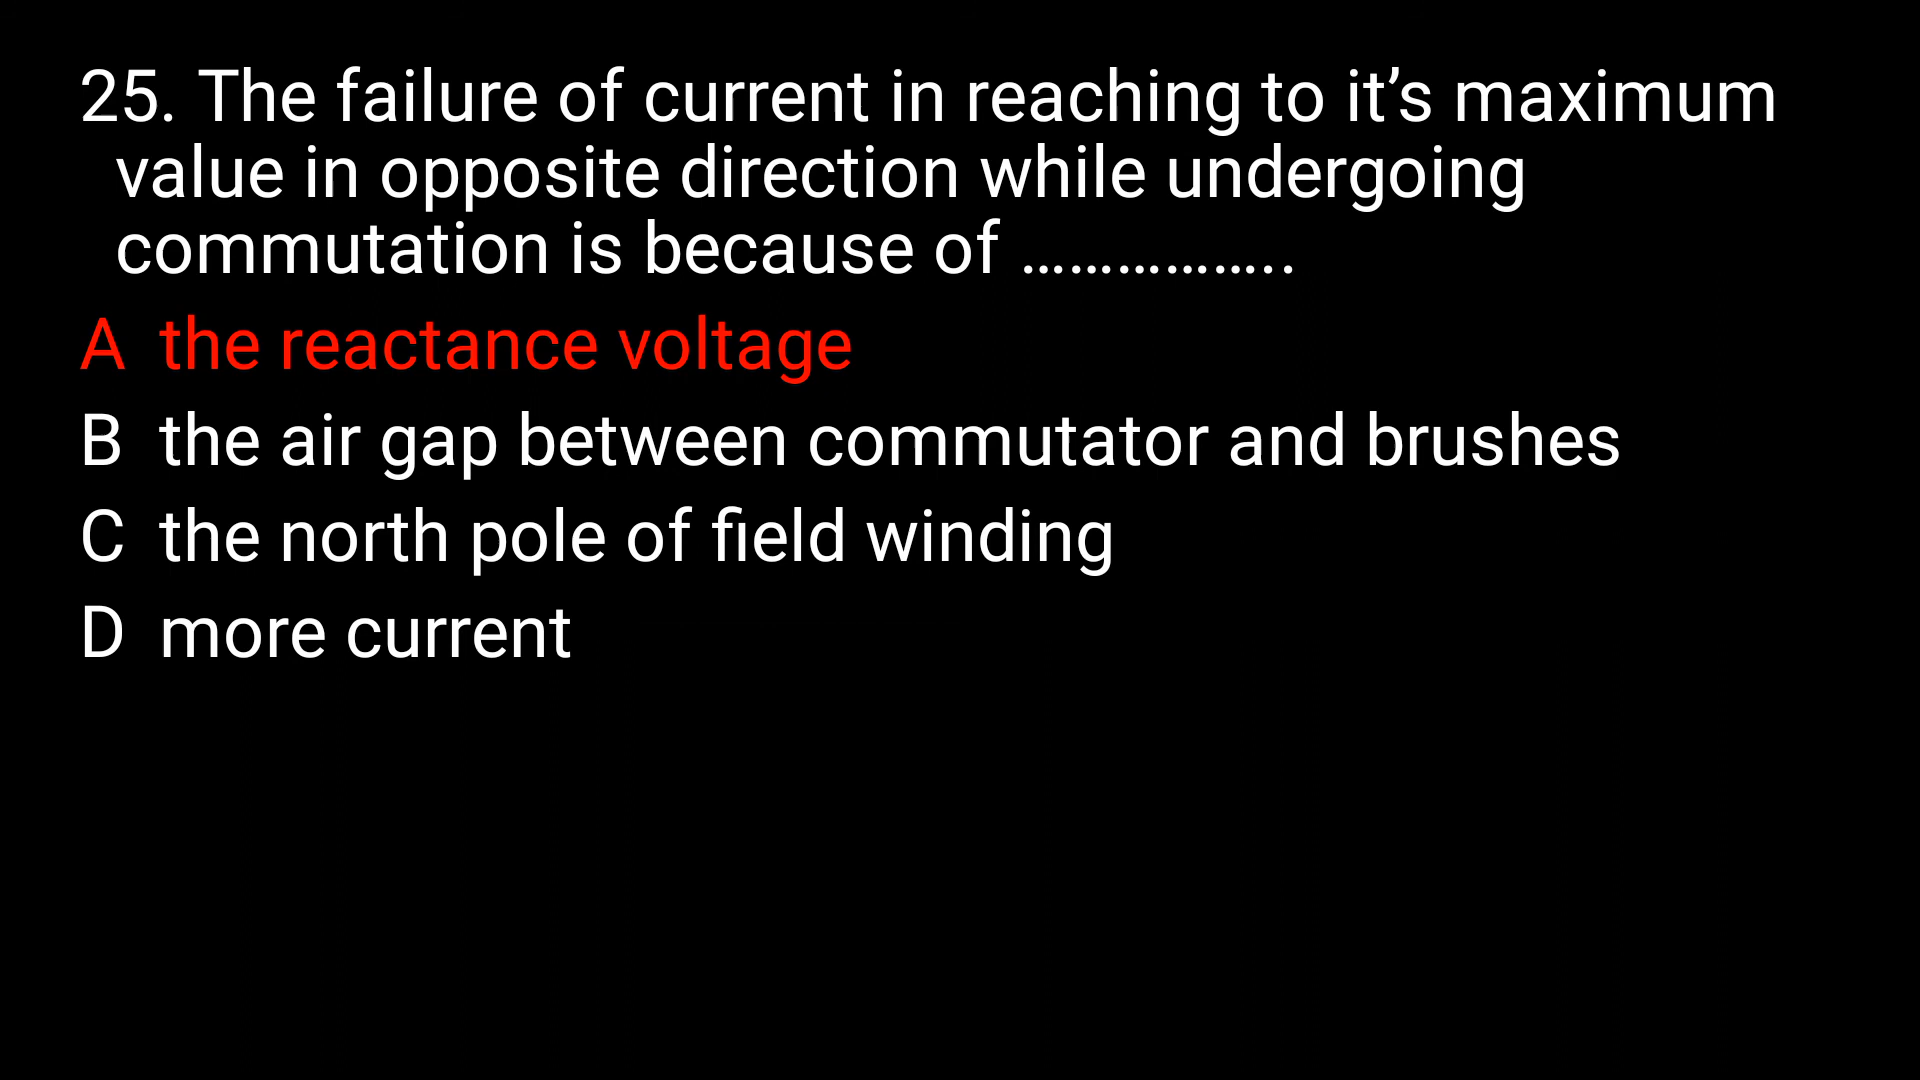 25. The failure of current in reaching to it’s maximum
value in opposite direction while undergoing
commutation is because of ……………..
A the reactance voltage
B the air gap between commutator and brushes
C the north pole of field winding
D more current